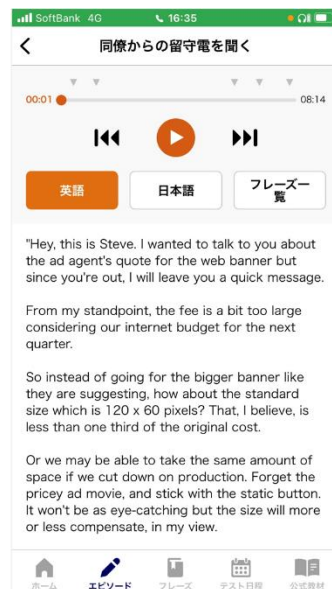 SoftBank 4G 16:35
同僚からの留守電を聞く
00:01 08:14
英語 日本語 フレーズ一
覧
"Hey, this is Steve. I wanted to talk to you about
the ad agent's quote for the web banner but
since you're out, I will leave you a quick message.
From my standpoint, the fee is a bit too large
considering our internet budget for the next
quarter.
So instead of going for the bigger banner like
they are suggesting, how about the standard
size which is 120 x 60 pixels? That, I believe, is
less than one third of the original cost.
Or we may be able to take the same amount of
space if we cut down on production. Forget the
pricey ad movie, and stick with the static button.
It won't be as eye-catching but the size will more
or less compensate, in my view.
ホーム エピソード フレーズ テスト日程 公式教材